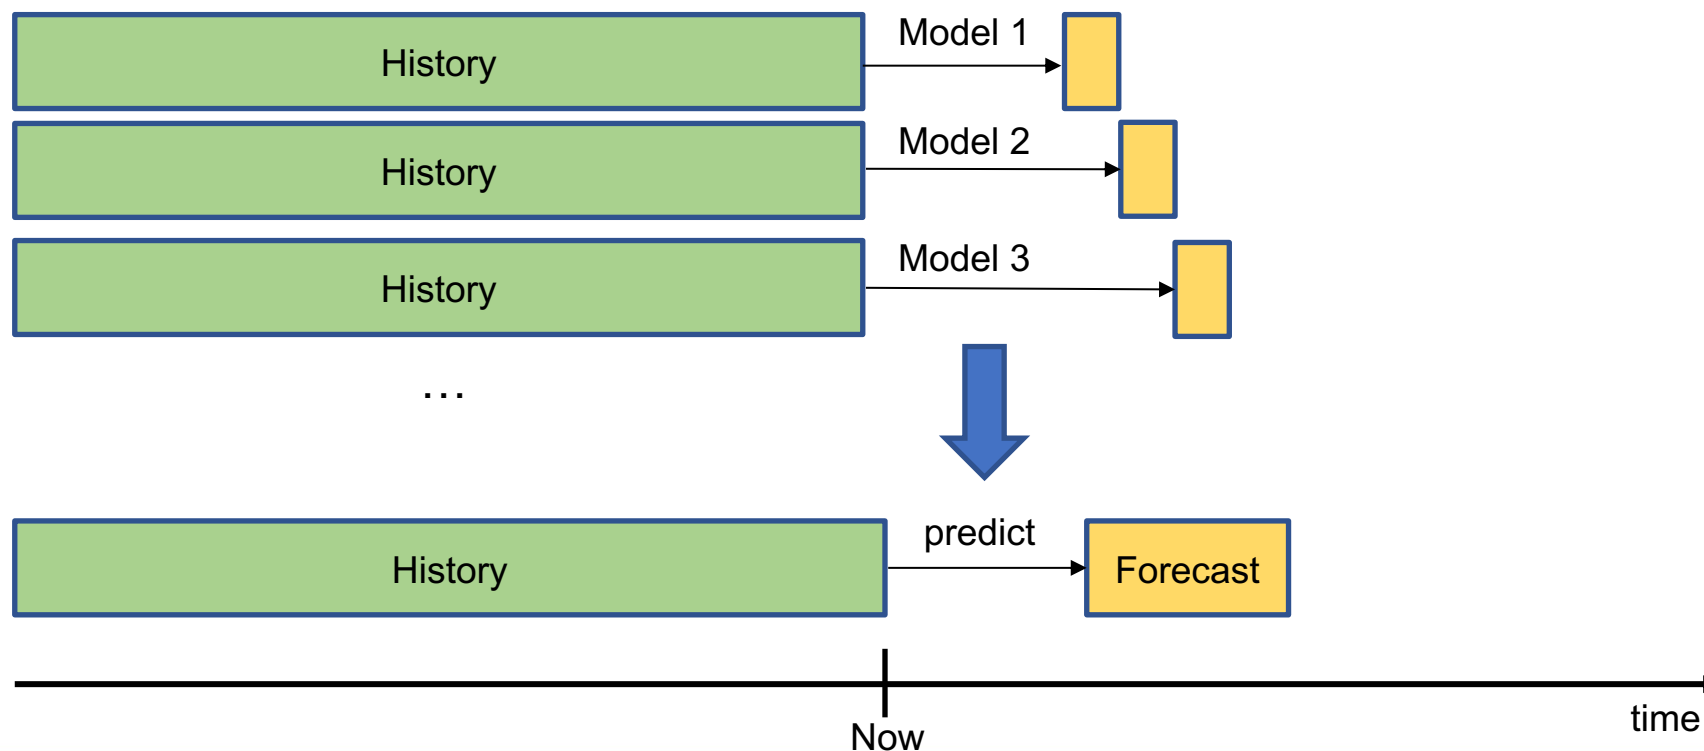 Model 1
History
Model 2
History
Model 3
History
...
predict
History
Forecast
time
Now